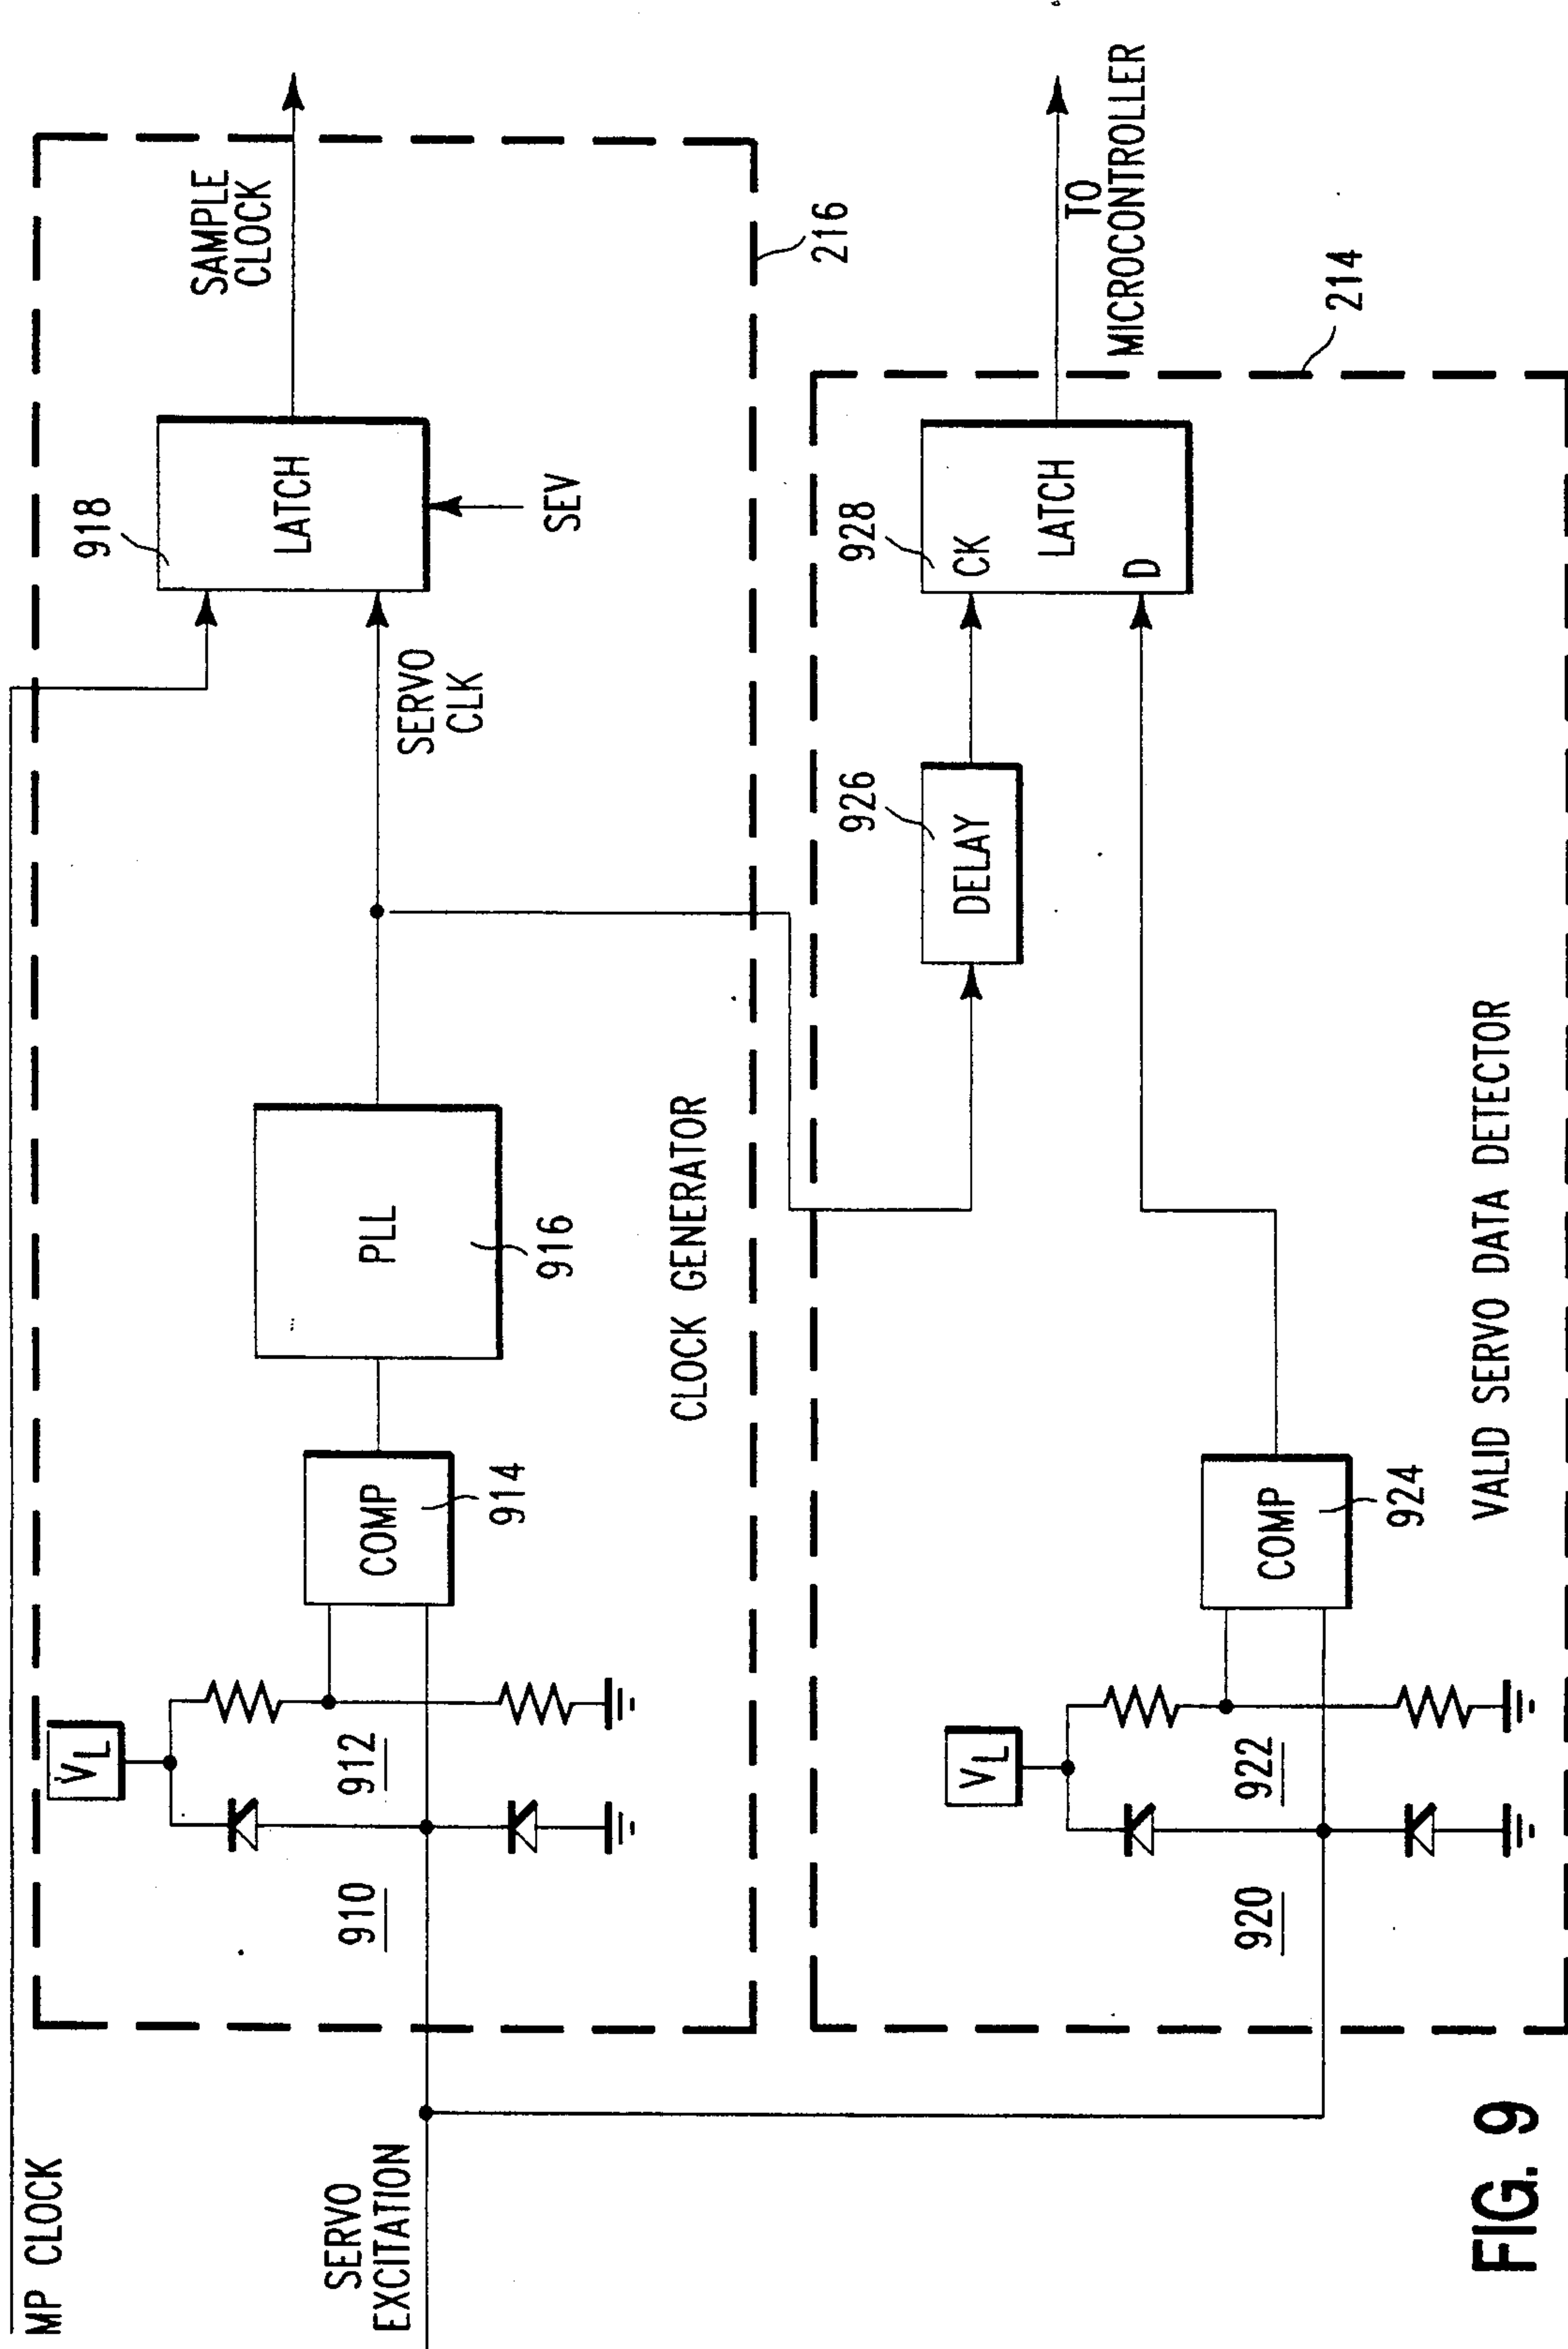 MP CLOCK
SERVO
EXCITATION
910
VL
912
COMP
914
PLL
916
SERVO
CLK
918
LATCH
SEV
SAMPLE
CLOCK
CLOCK GENERATOR
216
920
VL
922
COMP
924
DELAY
926
928
CK
LATCH
D
TO
MICROCONTROLLER
214
VALID SERVO DATA DETECTOR
FIG. 9